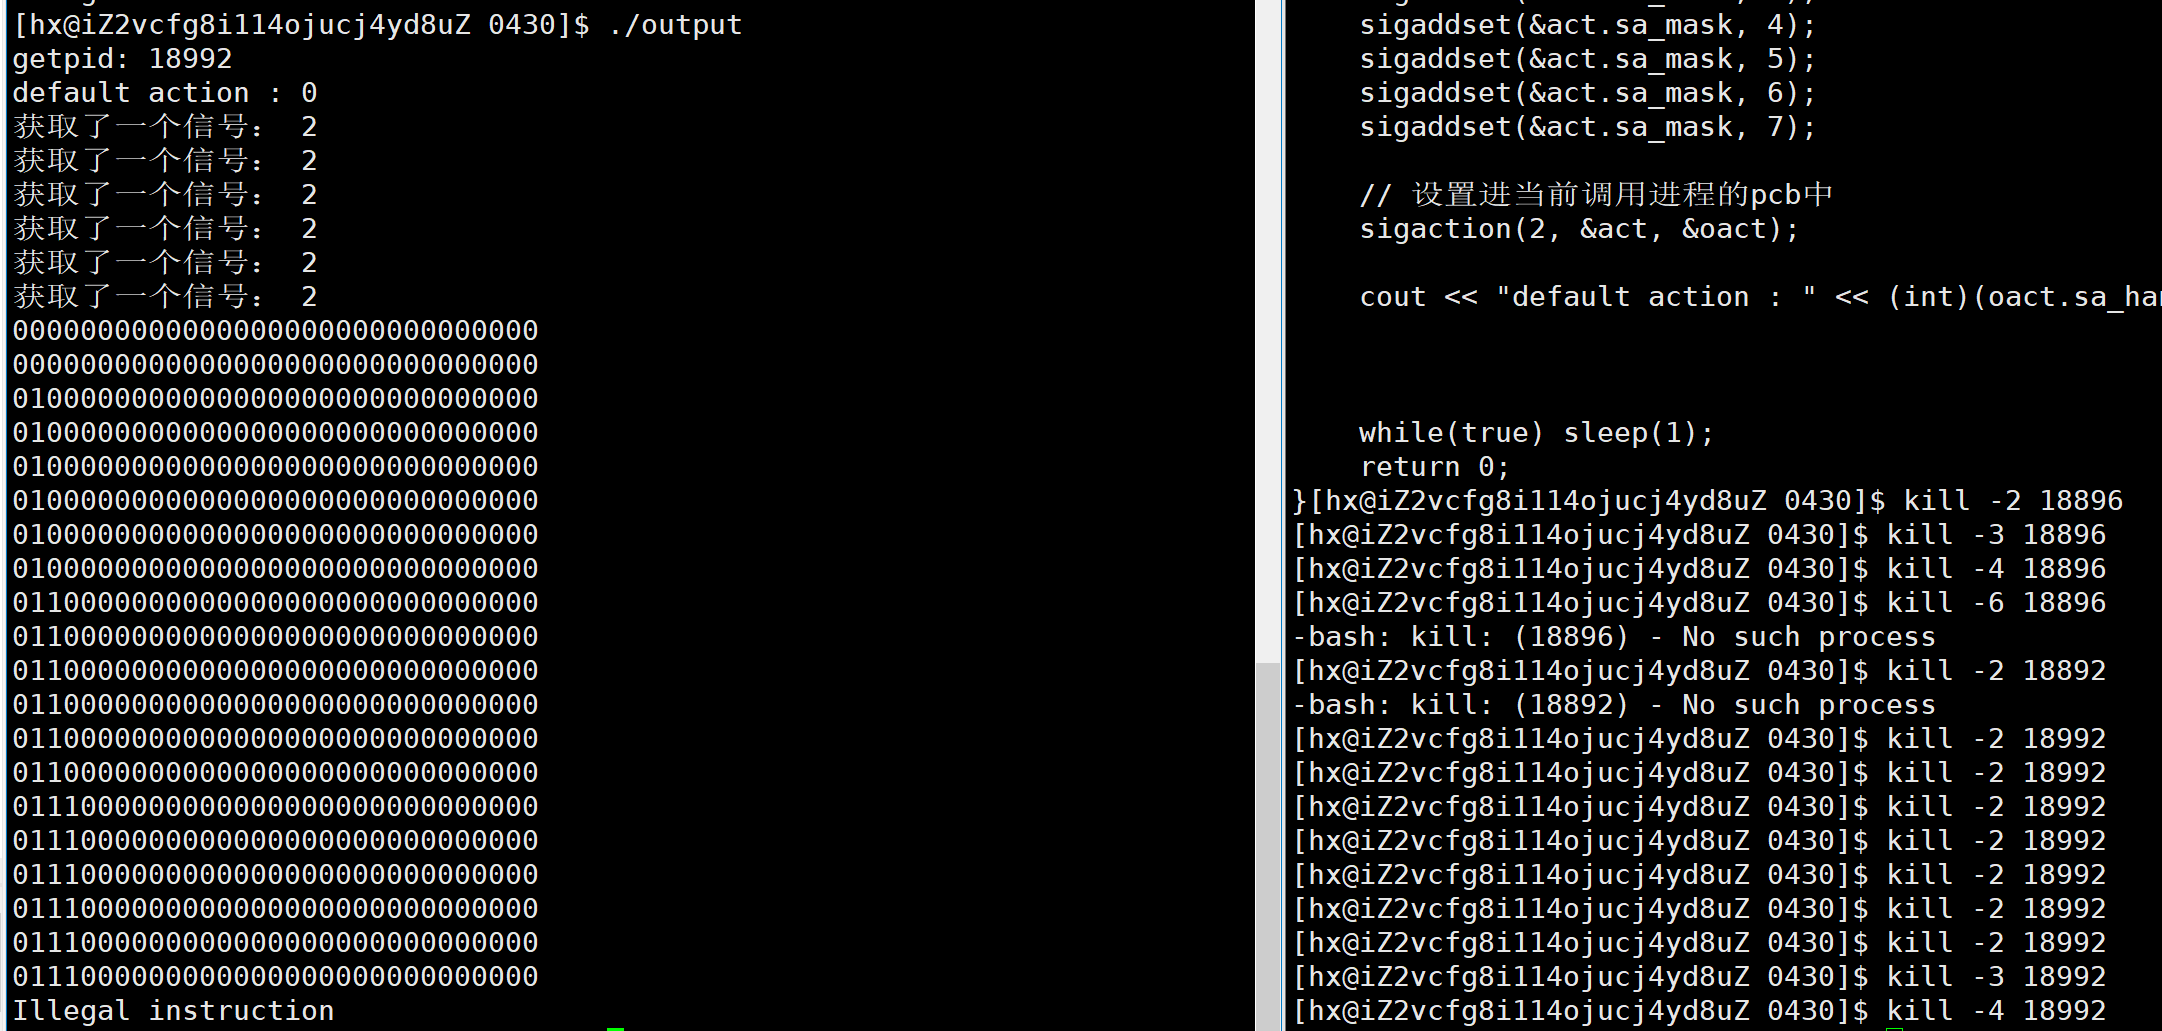 [hx@iZ2vcfg8i114ojucj4yd8uZ 0430]$ ./output
getpid: 18992
default action : 0
获取了一个信号： 2
获取了一个信号： 2
获取了一个信号： 2
获取了一个信号： 2
获取了一个信号： 2
获取了一个信号： 2
0000000000000000000000000000000
0000000000000000000000000000000
0100000000000000000000000000000
0100000000000000000000000000000
0100000000000000000000000000000
0100000000000000000000000000000
0100000000000000000000000000000
0100000000000000000000000000000
0110000000000000000000000000000
0110000000000000000000000000000
0110000000000000000000000000000
0110000000000000000000000000000
0110000000000000000000000000000
0110000000000000000000000000000
0111000000000000000000000000000
0111000000000000000000000000000
0111000000000000000000000000000
0111000000000000000000000000000
0111000000000000000000000000000
0111000000000000000000000000000
Illegal instruction
sigaddset(&act.sa_mask, 4);
sigaddset(&act.sa_mask, 5);
sigaddset(&act.sa_mask, 6);
sigaddset(&act.sa_mask, 7);
// 设置进当前调用进程的pcb中
sigaction(2, &act, &oact);
cout << "default action : " << (int)(oact.sa_ha
while(true) sleep(1);
return 0;
}[hx@iZ2vcfg8i114ojucj4yd8uZ 0430]$ kill -2 18896
[hx@iZ2vcfg8i114ojucj4yd8uZ 0430]$ kill -3 18896
[hx@iZ2vcfg8i114ojucj4yd8uZ 0430]$ kill -4 18896
[hx@iZ2vcfg8i114ojucj4yd8uZ 0430]$ kill -6 18896
-bash: kill: (18896) - No such process
[hx@iZ2vcfg8i114ojucj4yd8uZ 0430]$ kill -2 18892
-bash: kill: (18892) - No such process
[hx@iZ2vcfg8i114ojucj4yd8uZ 0430]$ kill -2 18992
[hx@iZ2vcfg8i114ojucj4yd8uZ 0430]$ kill -2 18992
[hx@iZ2vcfg8i114ojucj4yd8uZ 0430]$ kill -2 18992
[hx@iZ2vcfg8i114ojucj4yd8uZ 0430]$ kill -2 18992
[hx@iZ2vcfg8i114ojucj4yd8uZ 0430]$ kill -2 18992
[hx@iZ2vcfg8i114ojucj4yd8uZ 0430]$ kill -2 18992
[hx@iZ2vcfg8i114ojucj4yd8uZ 0430]$ kill -2 18992
[hx@iZ2vcfg8i114ojucj4yd8uZ 0430]$ kill -3 18992
[hx@iZ2vcfg8i114ojucj4yd8uZ 0430]$ kill -4 18992